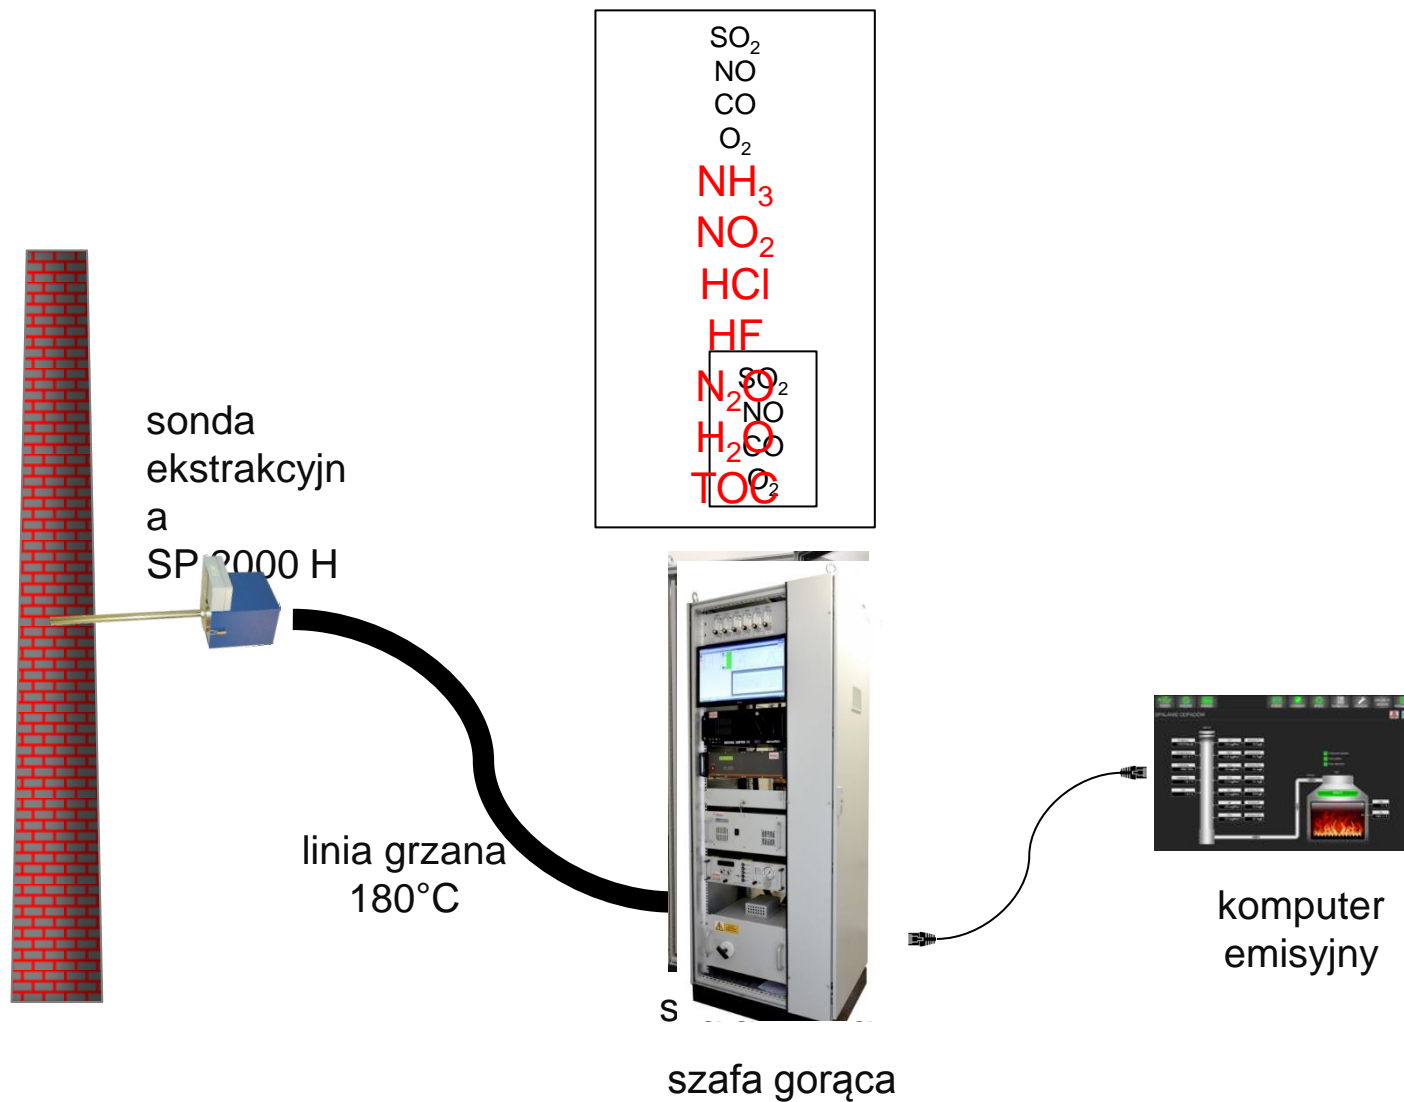 SO₂
NO
CO
O₂
NH₃
NO₂
HCl
HF
N₂O
H₂O
TOC
SO₂
NO
CO
O₂
sonda
ekstrakcyjn
a
SP 2000 H
linia grzana
180°C
szafa gorąca
komputer
emisyjny